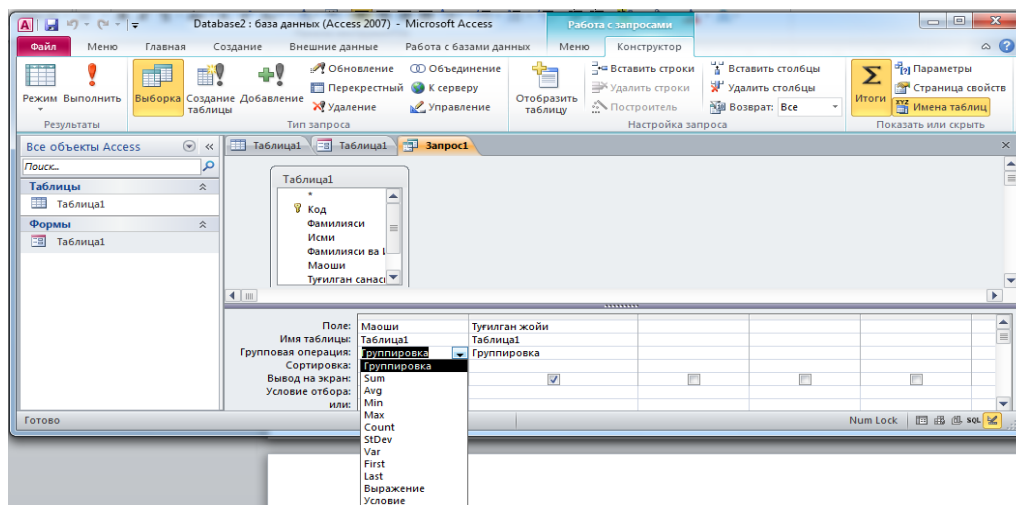 Database2 : база данных (Access 2007) - Microsoft Access
Работа с запросами
Файл Меню Главная Создание Внешние данные Работа с базами данных Меню Конструктор
Режим Выполнить
Результаты
Выборка Создание таблицы Добавление
Обновление
Перекрестный
Удаление
Объединение
К серверу
Управление
Тип запроса
Отобразить таблицу
Вставить строки
Удалить строки
Построитель
Вставить столбцы
Удалить столбцы
Возврат: Все
Настройка запроса
Итоги
Параметры
Страница свойств
Имена таблиц
Показать или скрыть
Все объекты Access
Поиск...
Таблицы
Таблица1
Формы
Таблица1
Таблица1 Таблица1 Запрос1
Таблица1
*
Код
Фамилияси
Исми
Фамилияси ва И
Маоши
Туғилган санаси
Поле: Маоши Туғилган жойи
Имя таблицы: Таблица1 Таблица1
Групповая операция: Группировка Группировка
Сортировка:
Вывод на экран:
Условие отбора:
или:
Группировка
Sum
Avg
Min
Max
Count
StDev
Var
First
Last
Выражение
Условие
Готово Num Lock SQL